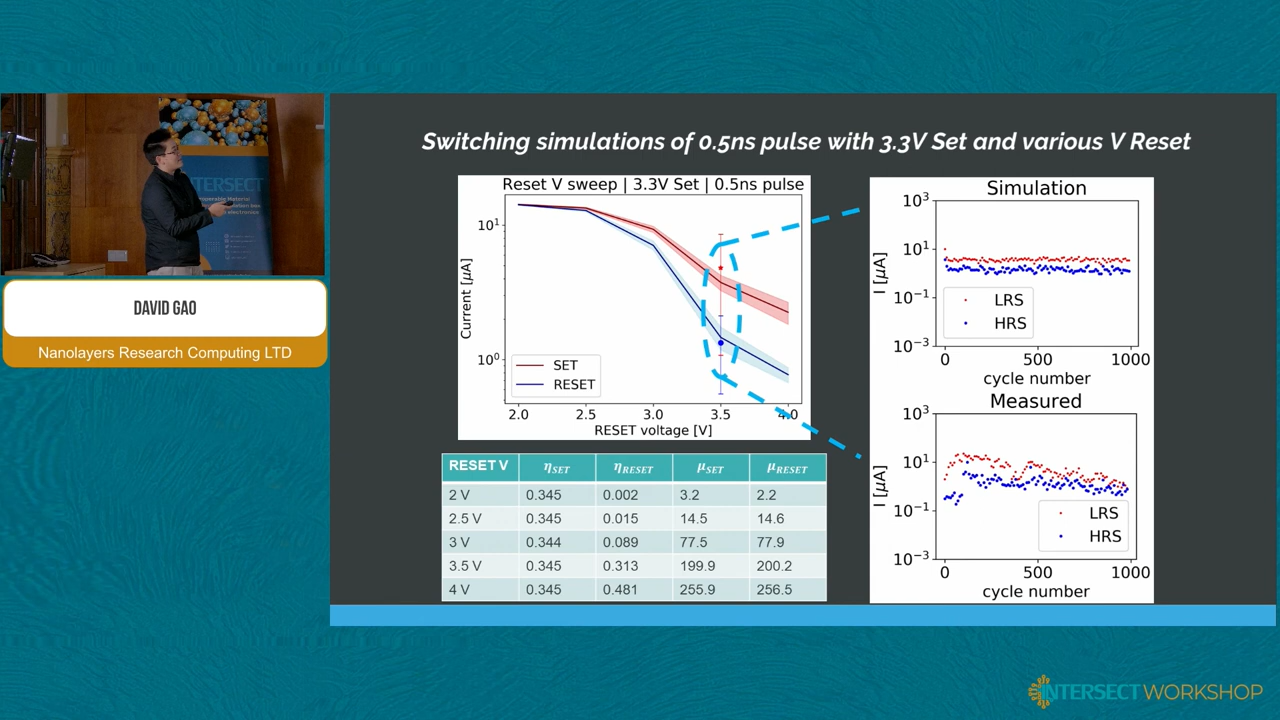 Switching simulations of 0.5ns pulse with 3.3V Set and various V Reset
TERSECT
DAVID GAO
Nanolayers Research Computing LTD
Reset V sweep | 3.3V Set | 0.5ns pulse
10¹
10⁰
Current [µA]
SET
RESET
2.0 2.5 3.0 3.5 4.0
RESET voltage [V]
RESET V η_SET η_RESET μ_SET μ_RESET
2 V 0.345 0.002 3.2 2.2
2.5 V 0.345 0.015 14.5 14.6
3 V 0.344 0.089 77.5 77.9
3.5 V 0.345 0.313 199.9 200.2
4 V 0.345 0.481 255.9 256.5
Simulation
10³
10¹
10⁻¹
10⁻³
I [µA]
LRS
HRS
0 500 1000
cycle number
Measured
10³
10¹
10⁻¹
10⁻³
I [µA]
LRS
HRS
0 500 1000
cycle number
INTERSECT WORKSHOP